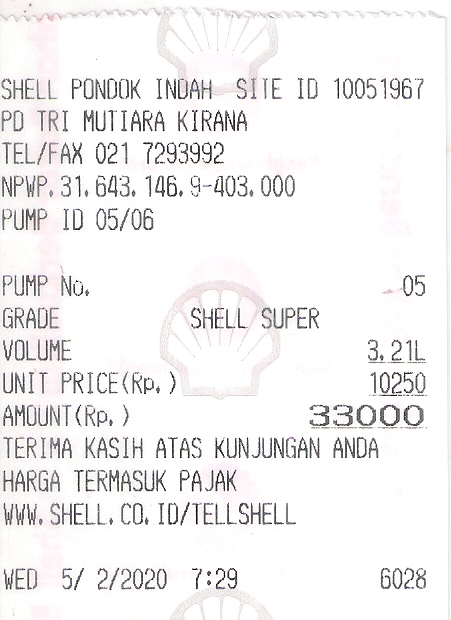 SHELL PONDOK INDAH SITE ID 10051967
PD TRI MUTIARA KIRANA
TEL/FAX 021 7293992
NPWP.31.643.146.9-403.000
PUMP ID 05/06
PUMP No. 05
GRADE SHELL SUPER
VOLUME 3.21L
UNIT PRICE(Rp.) 10250
AMOUNT(Rp.) 33000
TERIMA KASIH ATAS KUNJUNGAN ANDA
HARGA TERMASUK PAJAK
WWW.SHELL.CO.ID/TELLSHELL
WED 5/ 2/2020 7:29 6028